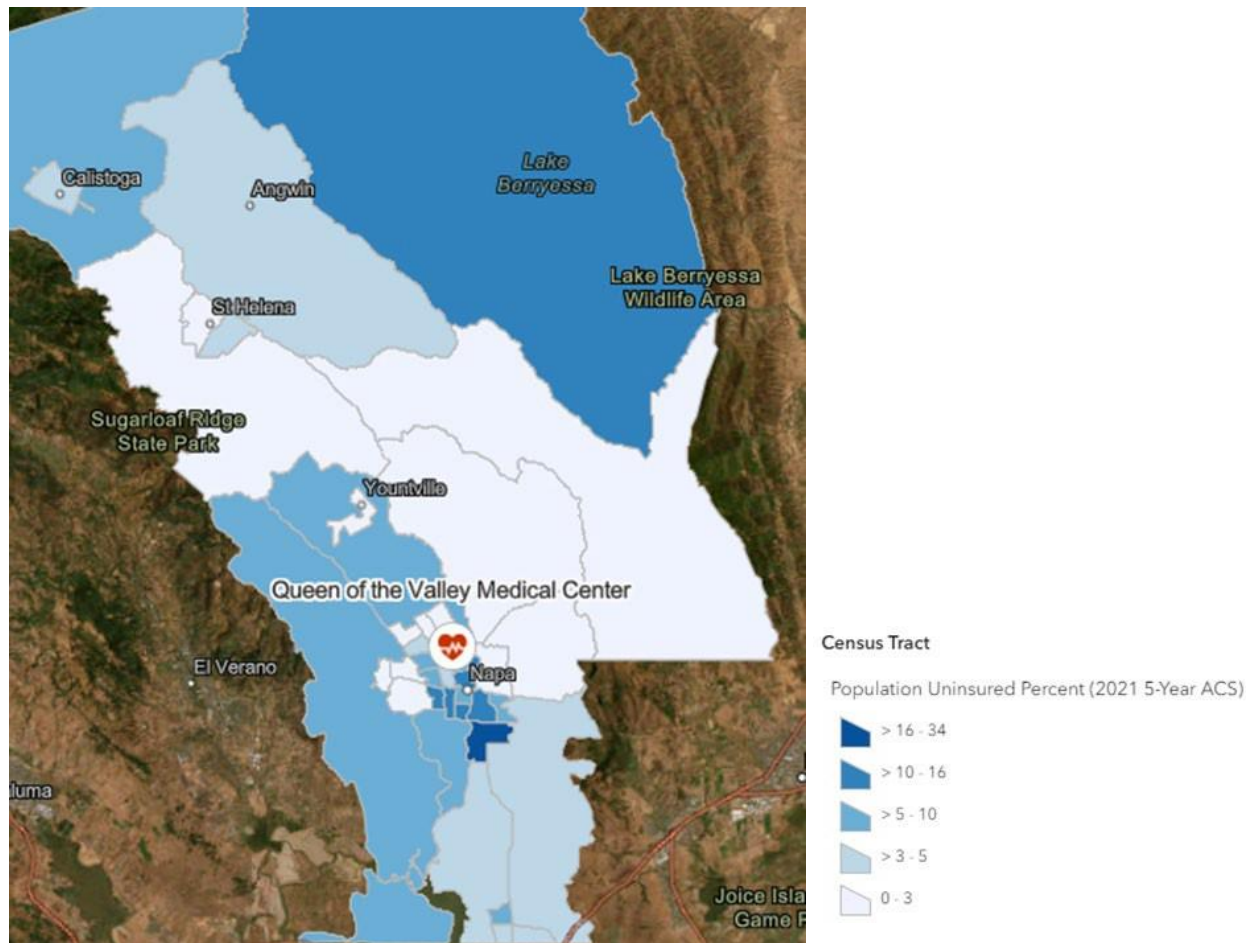 Lake
Berryessa
Calistoga
Angwin
Lake Berryessa
Wildlife Area
St Helena
Sugarloaf Ridge
State Park
Yountville
Queen of the Valley Medical Center
El Verano
Napa
luma
Joice Isla
Game
Census Tract
Population Uninsured Percent (2021 5-Year ACS)
> 16 - 34
> 10 - 16
> 5 - 10
> 3 - 5
0 - 3